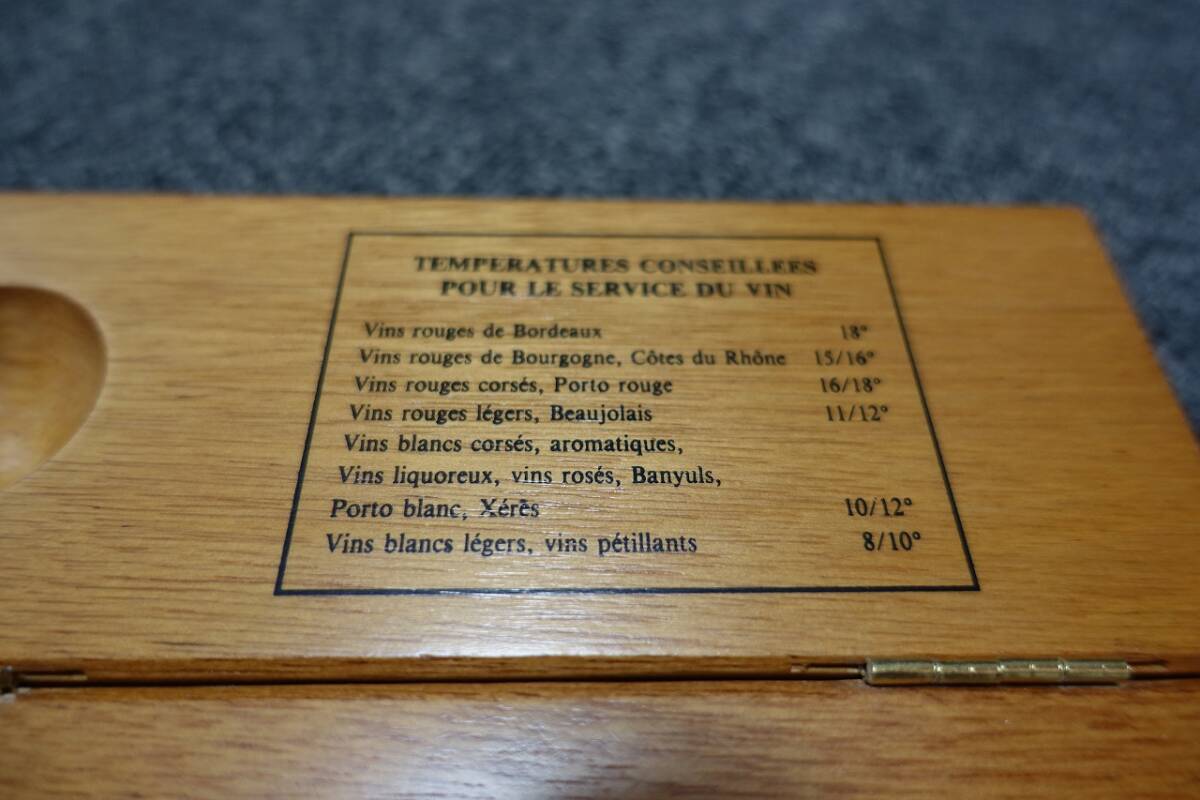 TEMPERATURES CONSEILLEES
POUR LE SERVICE DU VIN
Vins rouges de Bordeaux 18°
Vins rouges de Bourgogne, Côtes du Rhône 15/16°
Vins rouges corsés, Porto rouge 16/18°
Vins rouges légers, Beaujolais 11/12°
Vins blancs corsés, aromatiques,
Vins liquoreux, vins rosés, Banyuls,
Porto blanc, Xérès 10/12°
Vins blancs légers, vins pétillants 8/10°